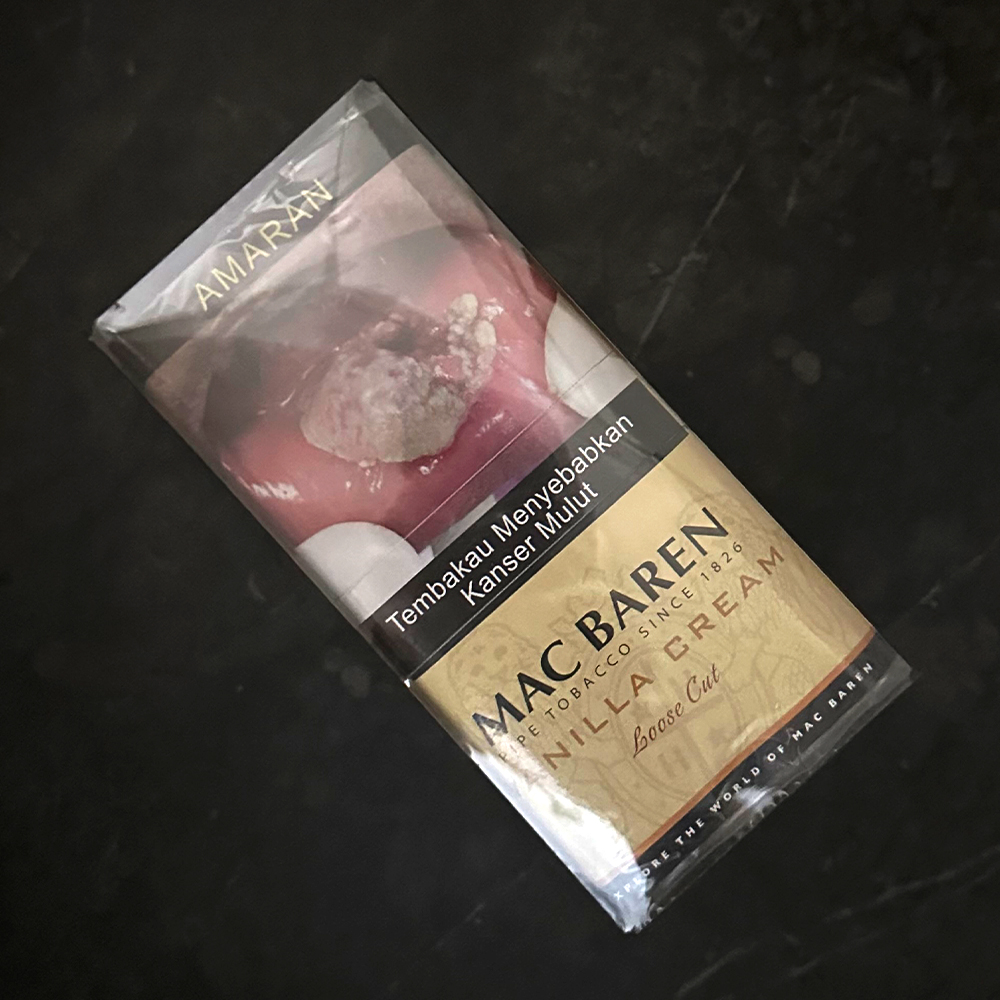 AMARAN
Tembakau Menyebabkan
Kanser Mulut
MAC BAREN
PIPE TOBACCO SINCE 1826
NILLA CREAM
Loose Cut
XPLORE THE WORLD OF MAC BAREN